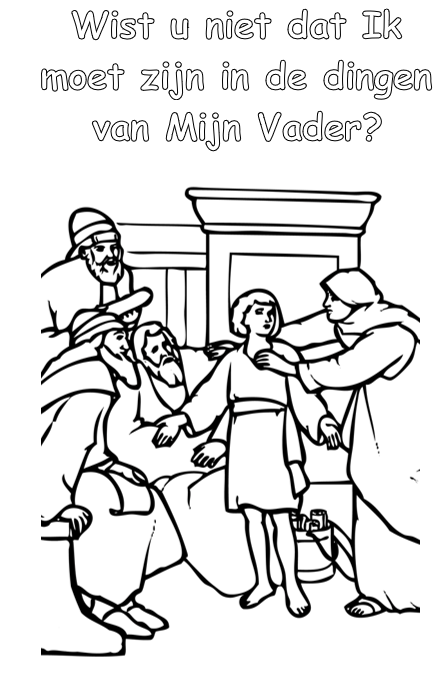 Wist u niet dat Ik
moet zijn in de dingen
van Mijn Vader?